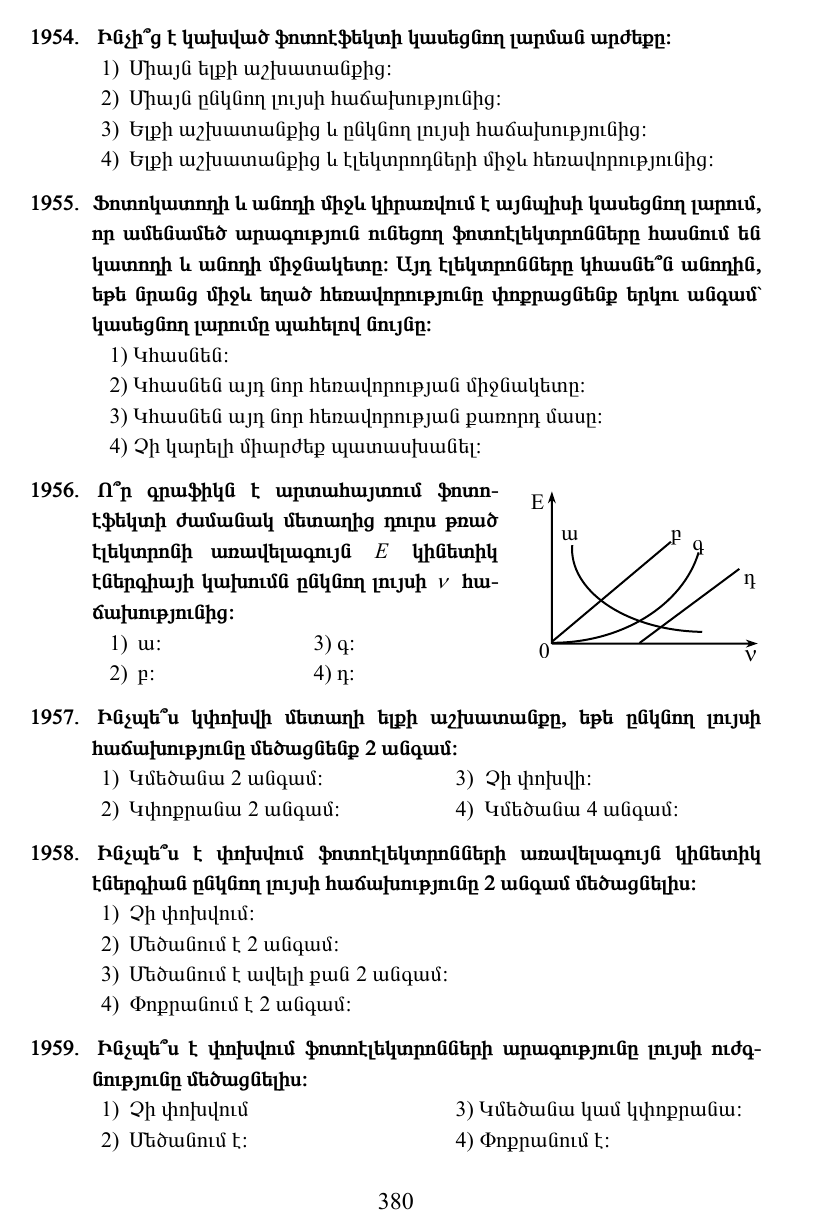 1954. Ինչի՞ց է կախված ֆոտոէֆեկտի կասեցնող լարման արժեքը:
1) Միայն ելքի աշխատանքից:
2) Միայն ընկնող լույսի հաճախությունից:
3) Ելքի աշխատանքից և ընկնող լույսի հաճախությունից:
4) Ելքի աշխատանքից և էլեկտրոդների միջև հեռավորությունից:
1955. Ֆոտոկատոդի և անոդի միջև կիրառվում է այնպիսի կասեցնող լարում,
որ ամենամեծ արագություն ունեցող ֆոտոէլեկտրոնները հասնում են
կատոդի և անոդի միջնակետը: Այդ էլեկտրոնները կհասնե՞ն անոդին,
եթե նրանց միջև եղած հեռավորությունը փոքրացնենք երկու անգամ՝
կասեցնող լարումը պահելով նույնը:
1) Կհասնեն:
2) Կհասնեն այդ նոր հեռավորության միջնակետը:
3) Կհասնեն այդ նոր հեռավորության քառորդ մասը:
4) Չի կարելի միարժեք պատասխանել:
1956. Ո՞ր գրաֆիկն է արտահայտում ֆոտո-
էֆեկտի ժամանակ մետաղից դուրս թռած
էլեկտրոնի առավելագույն E կինետիկ
էներգիայի կախումն ընկնող լույսի ν հա-
ճախությունից:
1) ա: 3) գ:
2) բ: 4) դ:
E
ա
բ
գ
դ
0
ν
1957. Ինչպե՞ս կփոխվի մետաղի ելքի աշխատանքը, եթե ընկնող լույսի
հաճախությունը մեծացնենք 2 անգամ:
1) Կմեծանա 2 անգամ: 3) Չի փոխվի:
2) Կփոքրանա 2 անգամ: 4) Կմեծանա 4 անգամ:
1958. Ինչպե՞ս է փոխվում ֆոտոէլեկտրոնների առավելագույն կինետիկ
էներգիան ընկնող լույսի հաճախությունը 2 անգամ մեծացնելիս:
1) Չի փոխվում:
2) Մեծանում է 2 անգամ:
3) Մեծանում է ավելի քան 2 անգամ:
4) Փոքրանում է 2 անգամ:
1959. Ինչպե՞ս է փոխվում ֆոտոէլեկտրոնների արագությունը լույսի ուժգ-
նությունը մեծացնելիս:
1) Չի փոխվում 3) Կմեծանա կամ կփոքրանա:
2) Մեծանում է: 4) Փոքրանում է:
380